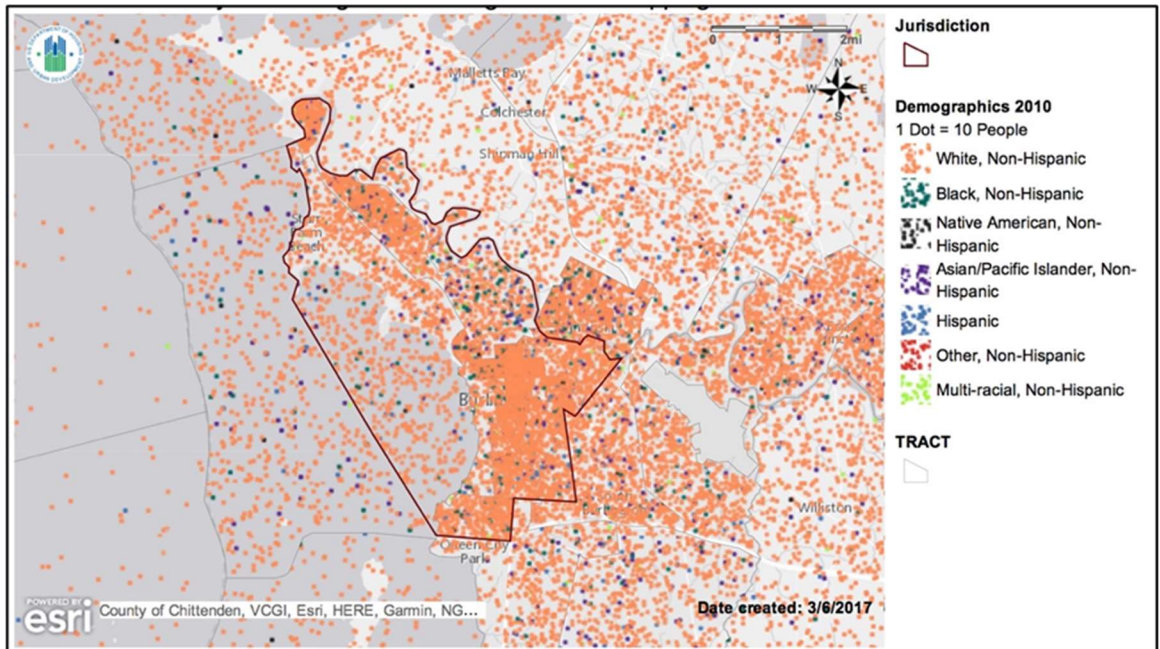 0 1 2mi
N
W E
S
Malletts Bay
Colchester
Shipman Hill
Beach
Queen City
Park
Williston
POWERED BY
esri
County of Chittenden, VCGI, Esri, HERE, Garmin, NG...
Date created: 3/6/2017
Jurisdiction
Demographics 2010
1 Dot = 10 People
White, Non-Hispanic
Black, Non-Hispanic
Native American, Non-
Hispanic
Asian/Pacific Islander, Non-
Hispanic
Hispanic
Other, Non-Hispanic
Multi-racial, Non-Hispanic
TRACT